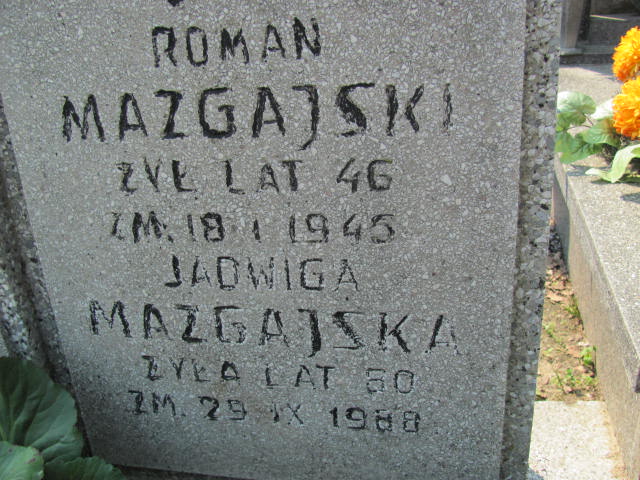 ROMAN
MAZGAJSKI
ŻYŁ LAT 46
ZM. 18 I 1945
JADWIGA
MAZGAJSKA
ŻYŁA LAT 80
ZM. 29 IX 1988